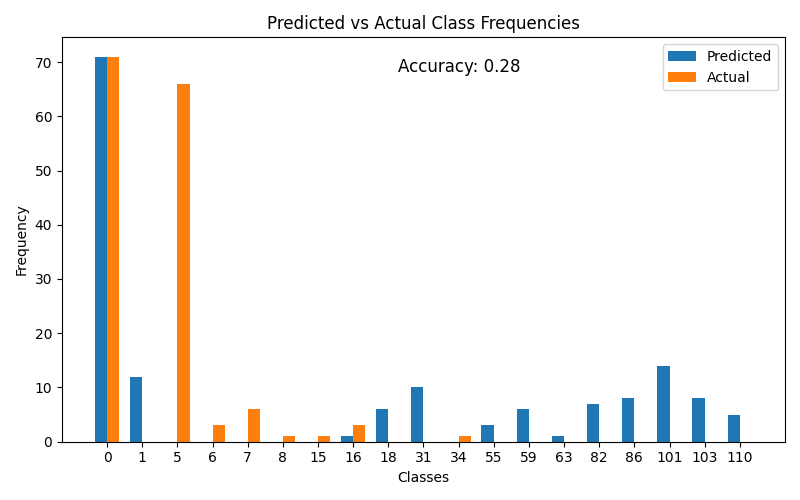 Predicted vs Actual Class Frequencies
Accuracy: 0.28
Predicted
Actual
Frequency
70
60
50
40
30
20
10
0
0 1 5 6 7 8 15 16 18 31 34 55 59 63 82 86 101 103 110
Classes